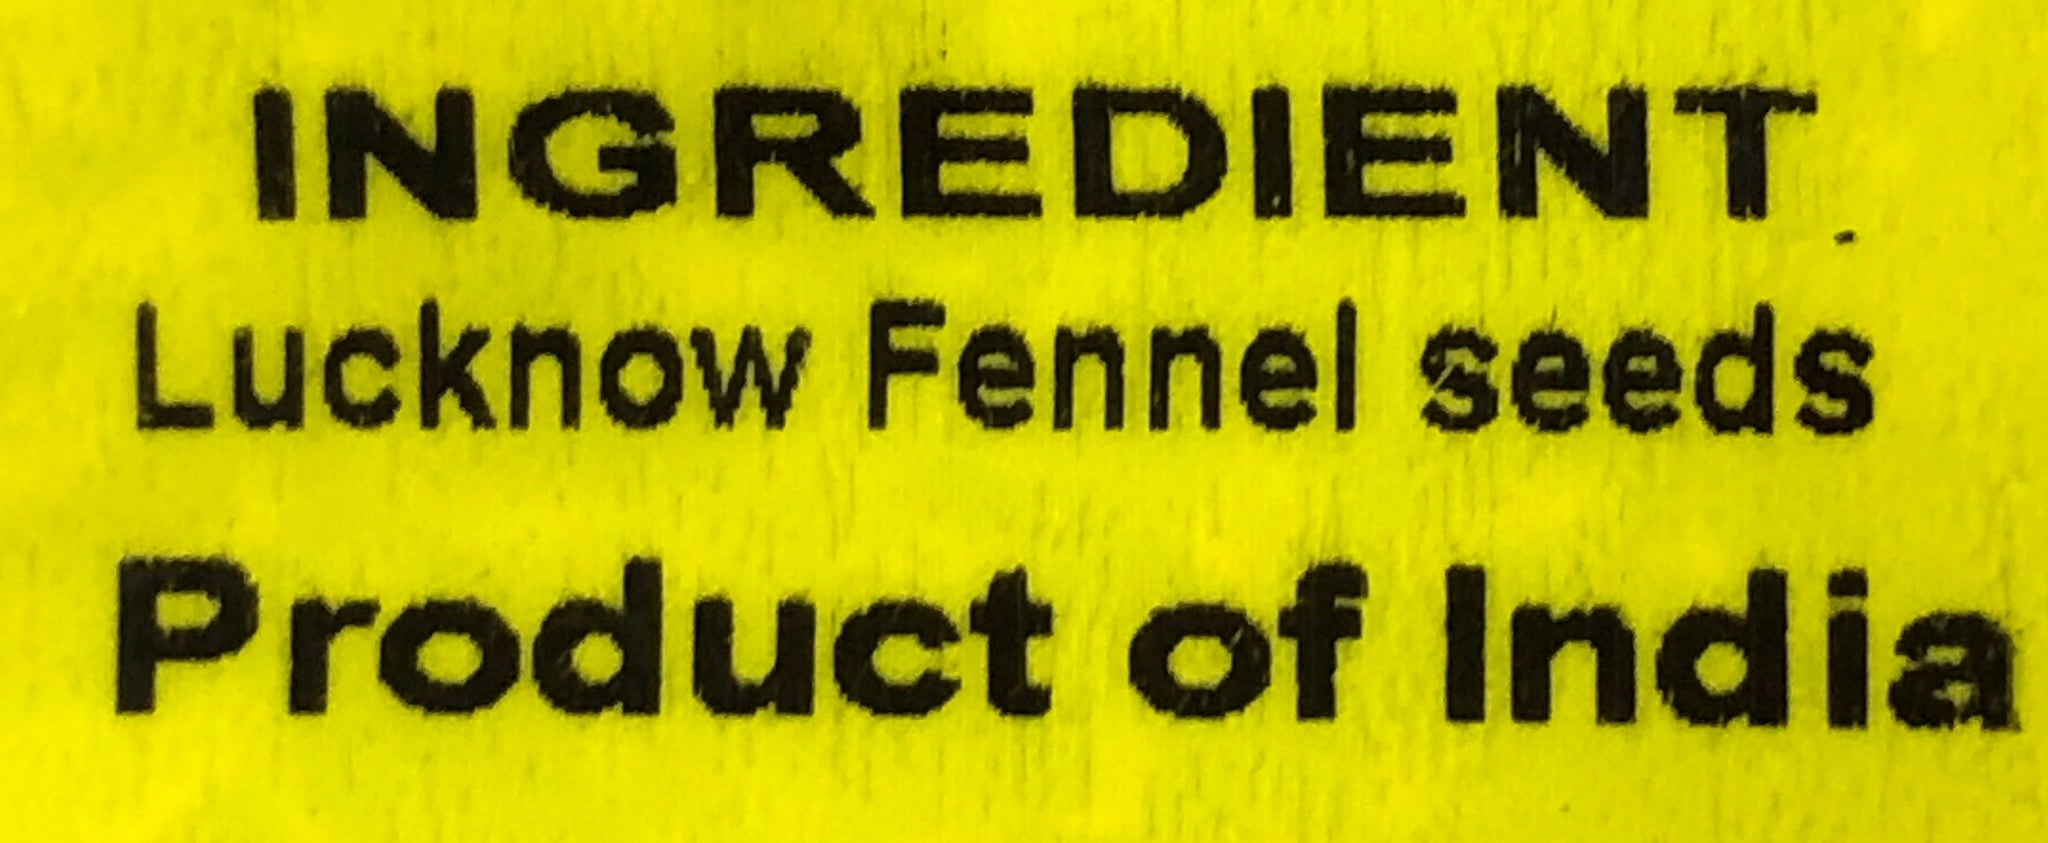 INGREDIENT
Lucknow Fennel seeds
Product of India